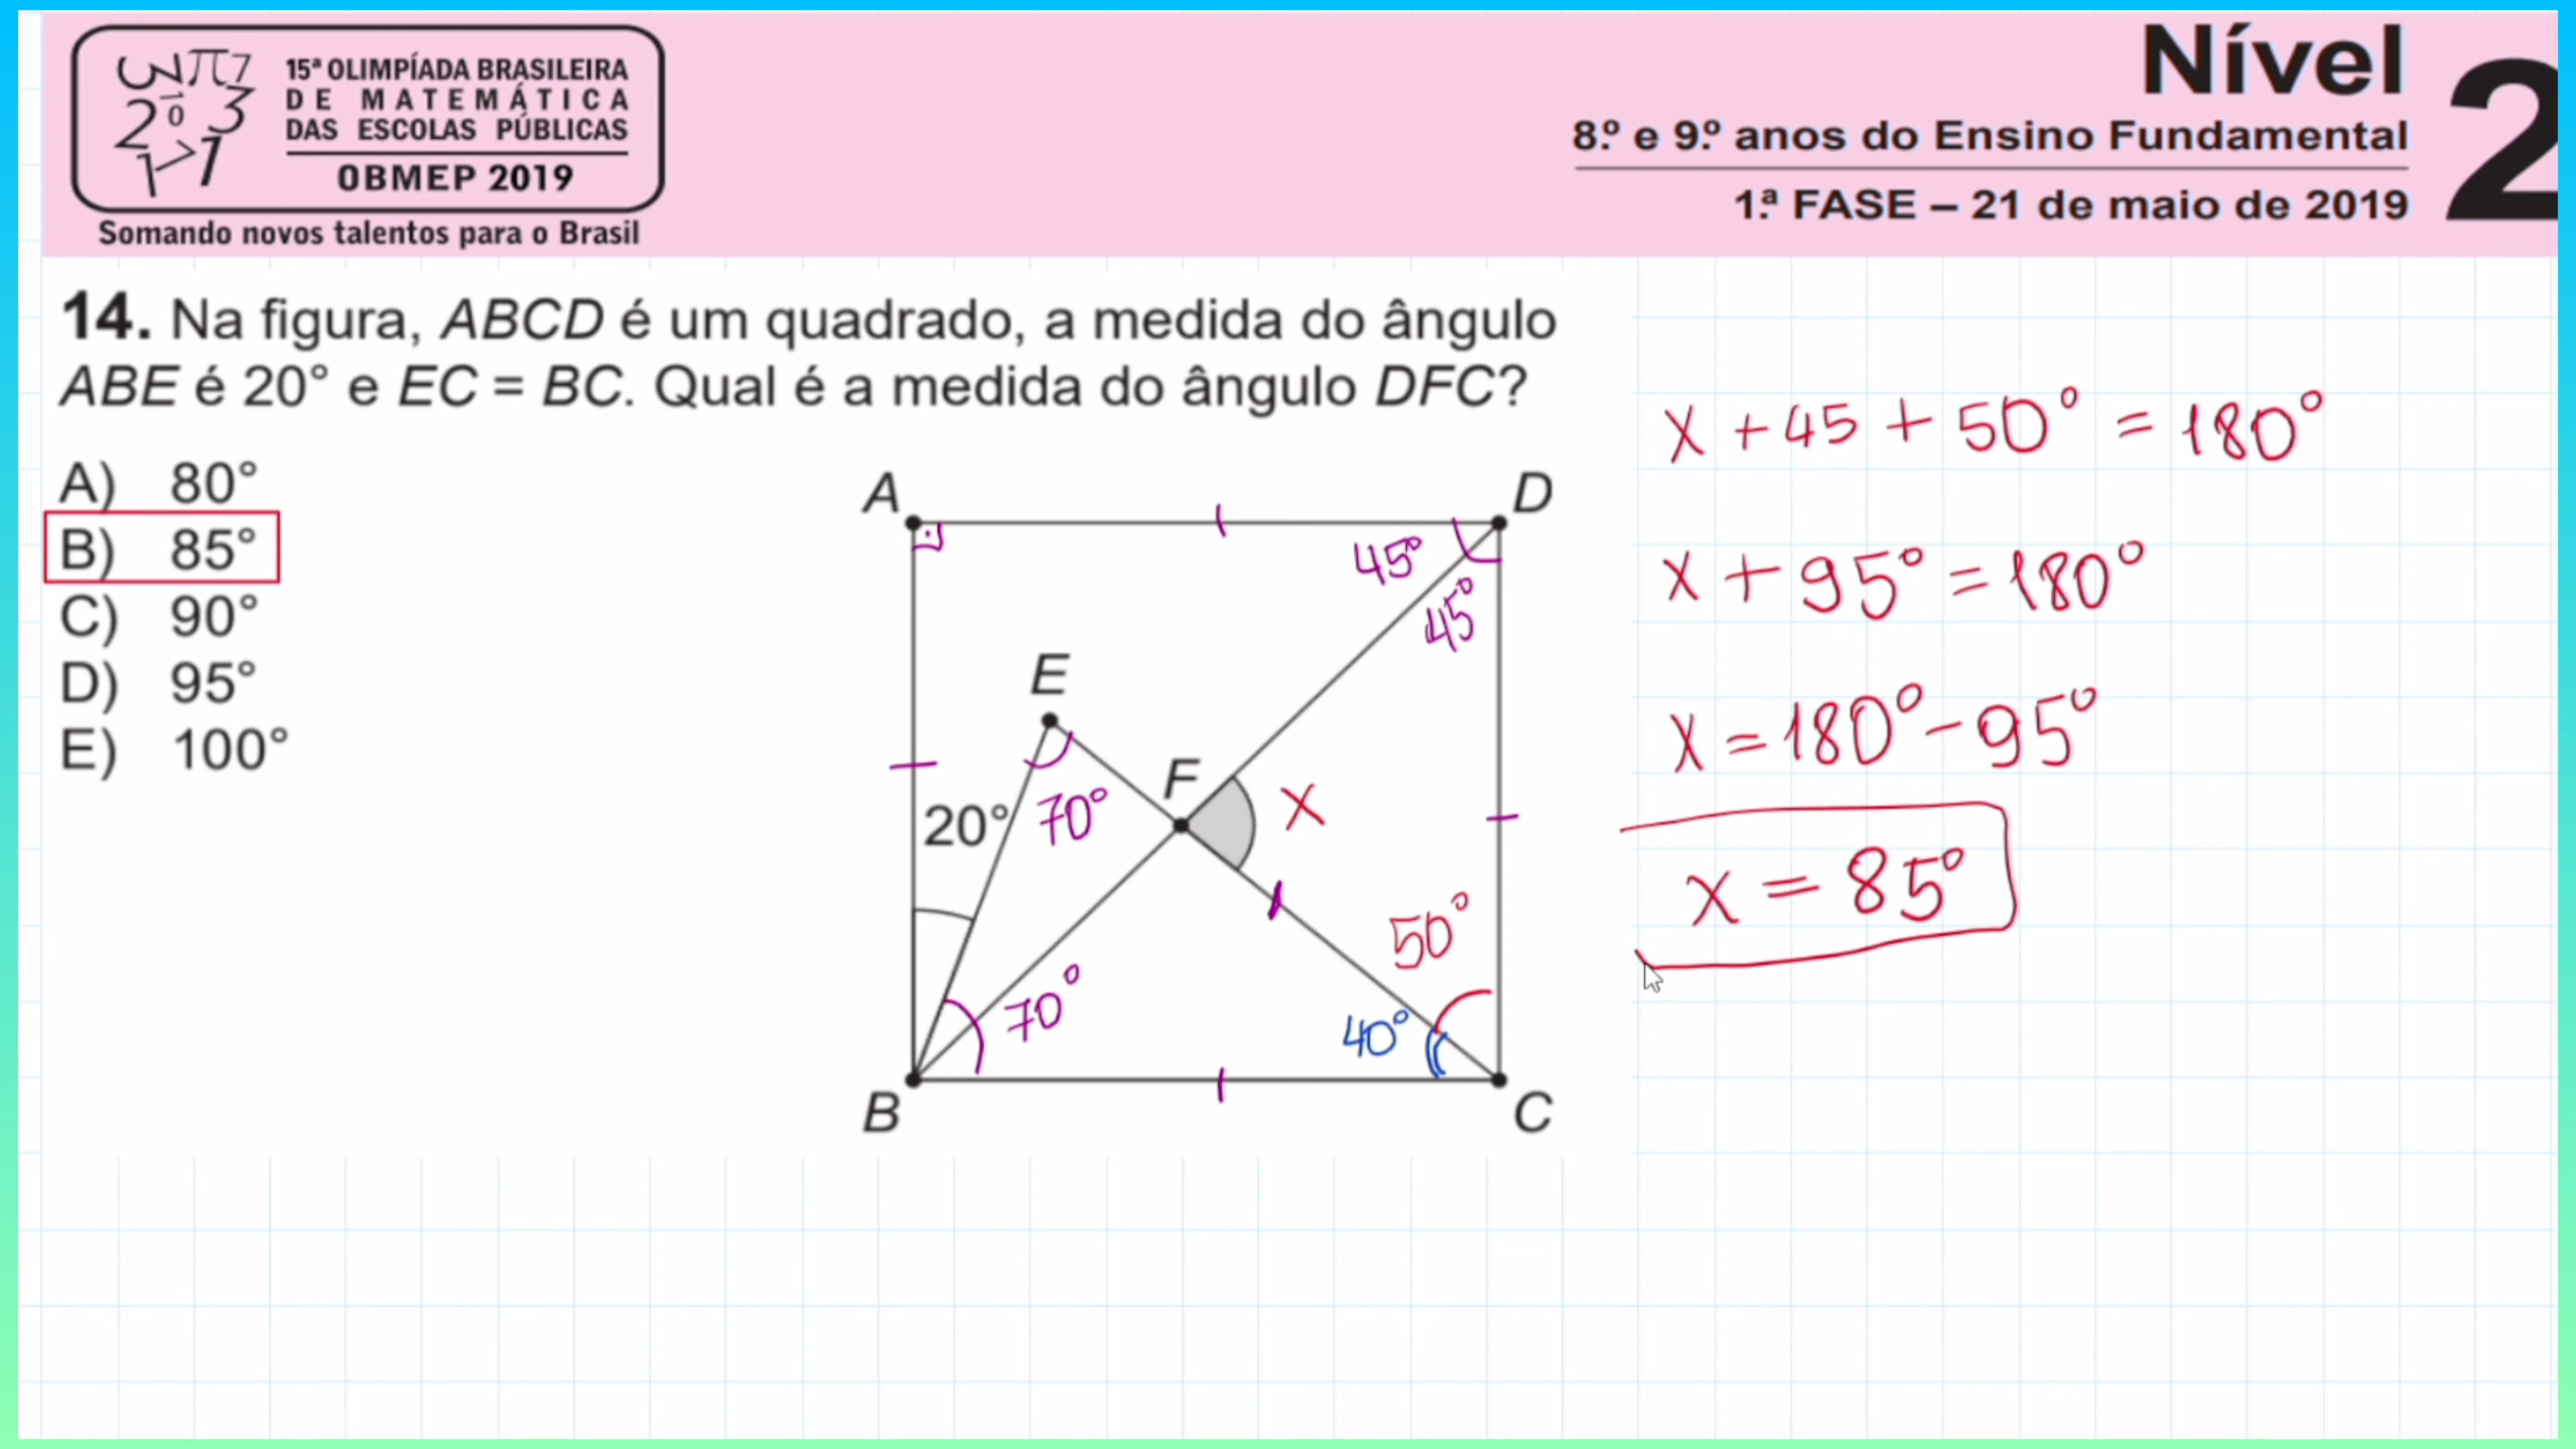 15ª OLIMPÍADA BRASILEIRA
DE MATEMÁTICA
DAS ESCOLAS PÚBLICAS
OBMEP 2019
Somando novos talentos para o Brasil
Nível 2
8.º e 9.º anos do Ensino Fundamental
1.ª FASE – 21 de maio de 2019
14. Na figura, ABCD é um quadrado, a medida do ângulo
ABE é 20° e EC = BC. Qual é a medida do ângulo DFC?
A) 80°
B) 85°
C) 90°
D) 95°
E) 100°
A
D
45°
45°
E
F
x
20°
70°
50°
70°
40°
B
C
x + 45 + 50° = 180°
x + 95° = 180°
x = 180° - 95°
x = 85°